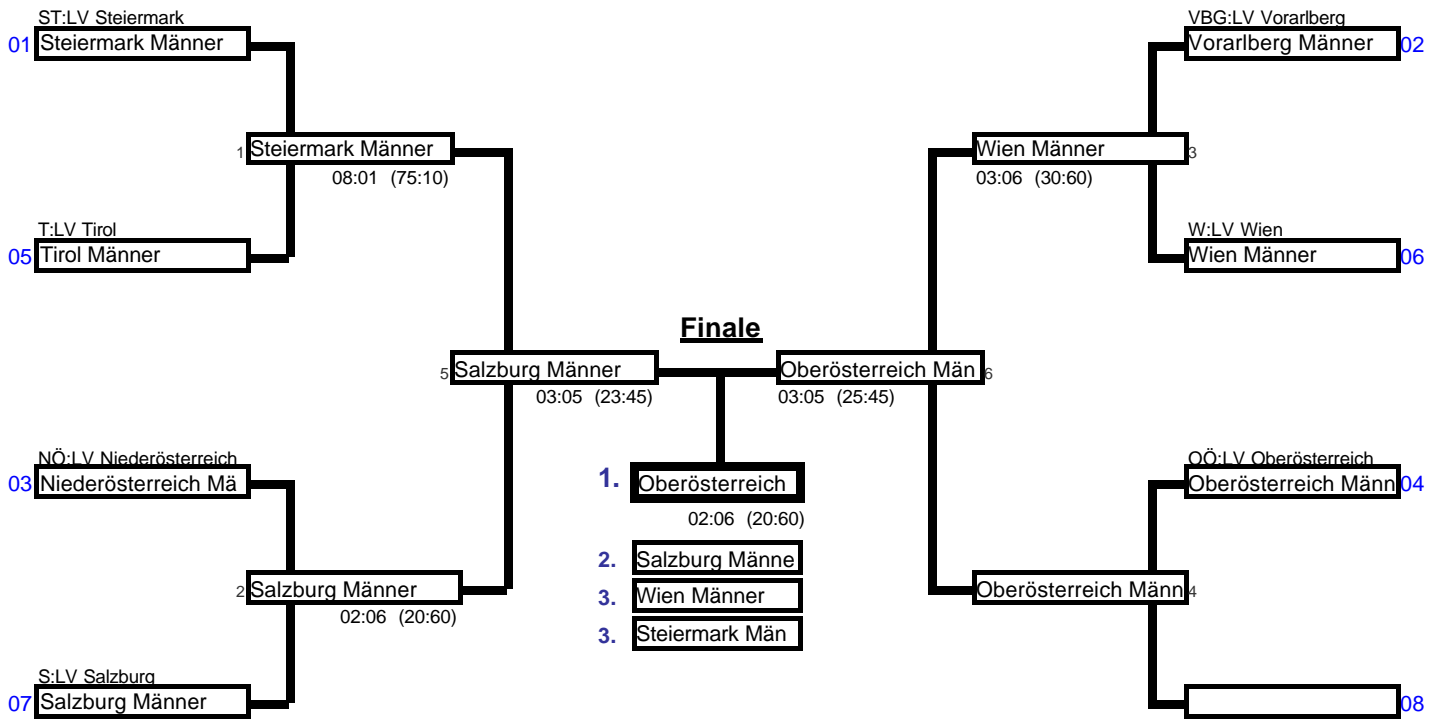 ST:LV Steiermark
VBG:LV Vorarlberg
01 Steiermark Männer
Vorarlberg Männer 02
1 Steiermark Männer
Wien Männer 3
08:01 (75:10)
03:06 (30:60)
T:LV Tirol
W:LV Wien
05 Tirol Männer
Wien Männer 06
Finale
5 Salzburg Männer
Oberösterreich Män 6
03:05 (23:45)
03:05 (25:45)
NÖ:LV Niederösterreich
OÖ:LV Oberösterreich
03 Niederösterreich Mä
1. Oberösterreich
Oberösterreich Männ 04
02:06 (20:60)
2. Salzburg Männe
2 Salzburg Männer
3. Wien Männer
Oberösterreich Männ 4
02:06 (20:60)
3. Steiermark Män
S:LV Salzburg
07 Salzburg Männer
08